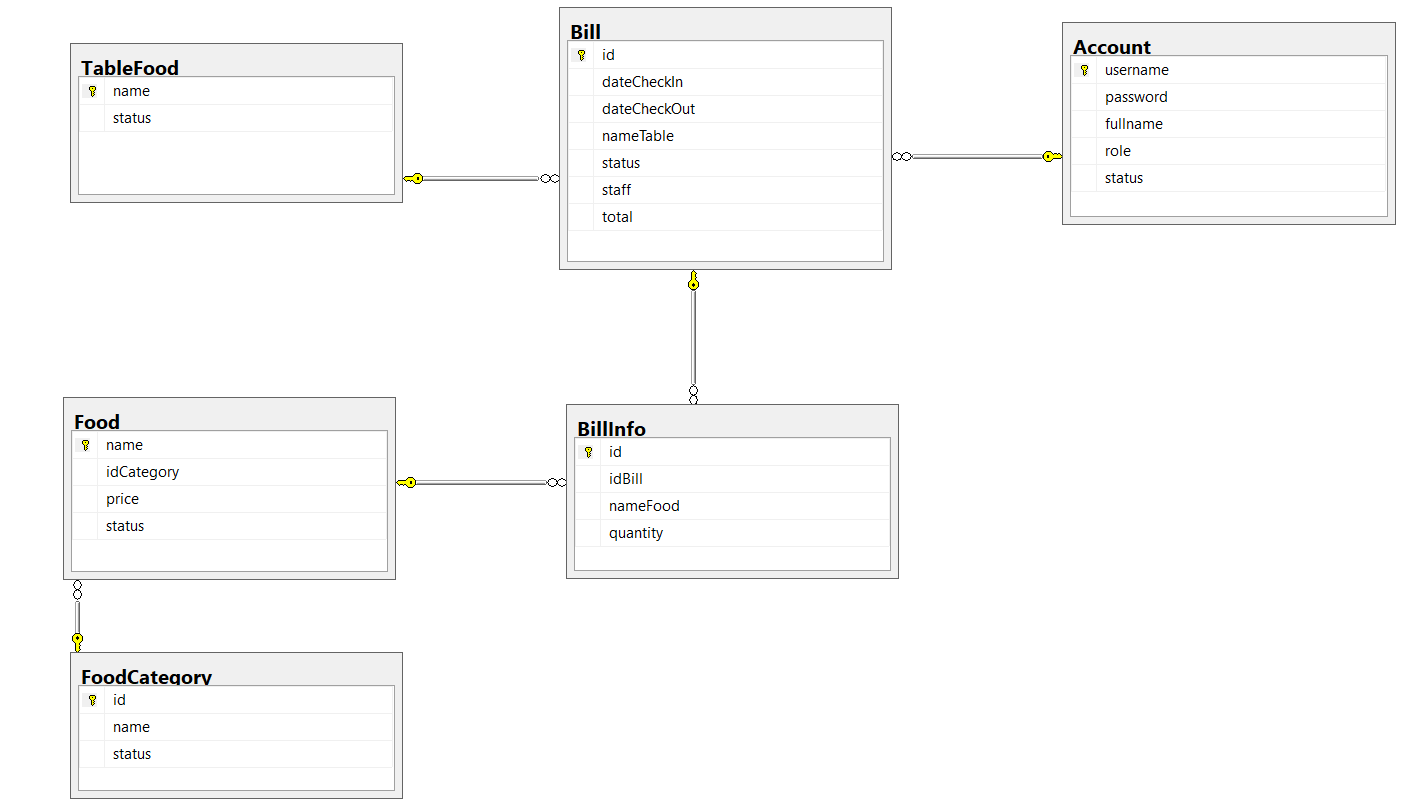 TableFood
name
status
Bill
id
dateCheckIn
dateCheckOut
nameTable
status
staff
total
Account
username
password
fullname
role
status
Food
name
idCategory
price
status
BillInfo
id
idBill
nameFood
quantity
FoodCategory
id
name
status